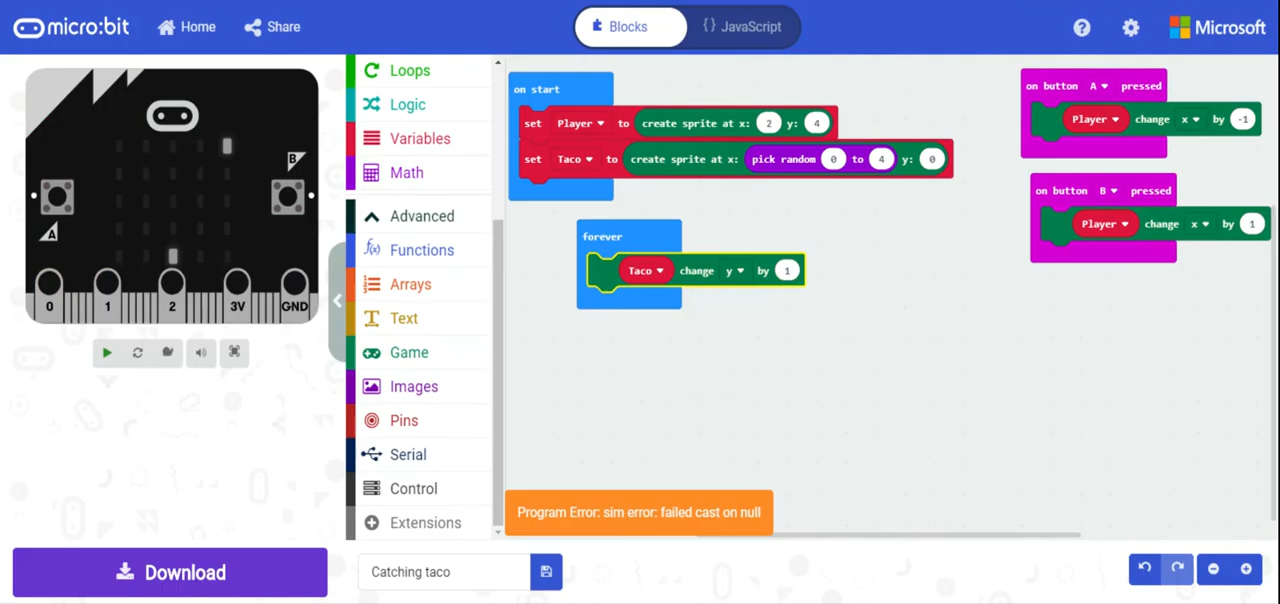 micro:bit
Home
Share
Blocks
{} JavaScript
?
Microsoft
B
A
0 1 2 3V GND
Download
Loops
Logic
Variables
Math
Advanced
f(x) Functions
Arrays
Text
Game
Images
Pins
Serial
Control
Extensions
on start
set Player to create sprite at x: 2 y: 4
set Taco to create sprite at x: pick random 0 to 4 y: 0
forever
Taco change y by 1
on button A pressed
Player change x by -1
on button B pressed
Player change x by 1
Program Error: sim error: failed cast on null
Catching taco